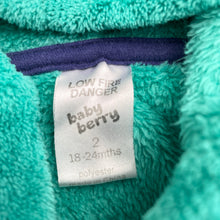 LOW FIRE
DANGER
baby
berry
2
18-24mths
polyester